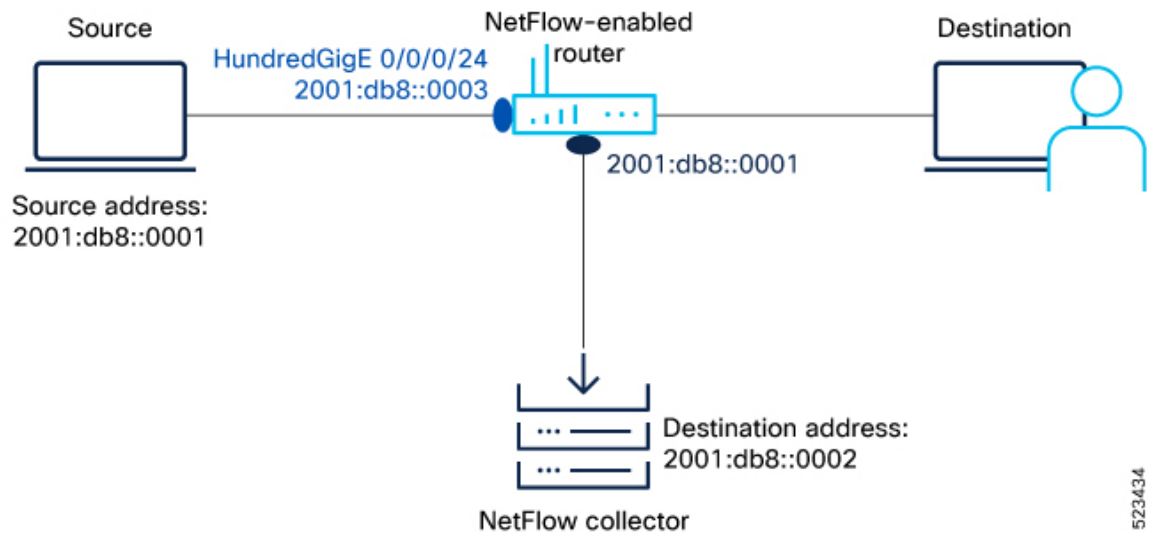 Source
NetFlow-enabled
router
Destination
HundredGigE 0/0/0/24
2001:db8::0003
2001:db8::0001
Source address:
2001:db8::0001
Destination address:
2001:db8::0002
NetFlow collector
523434